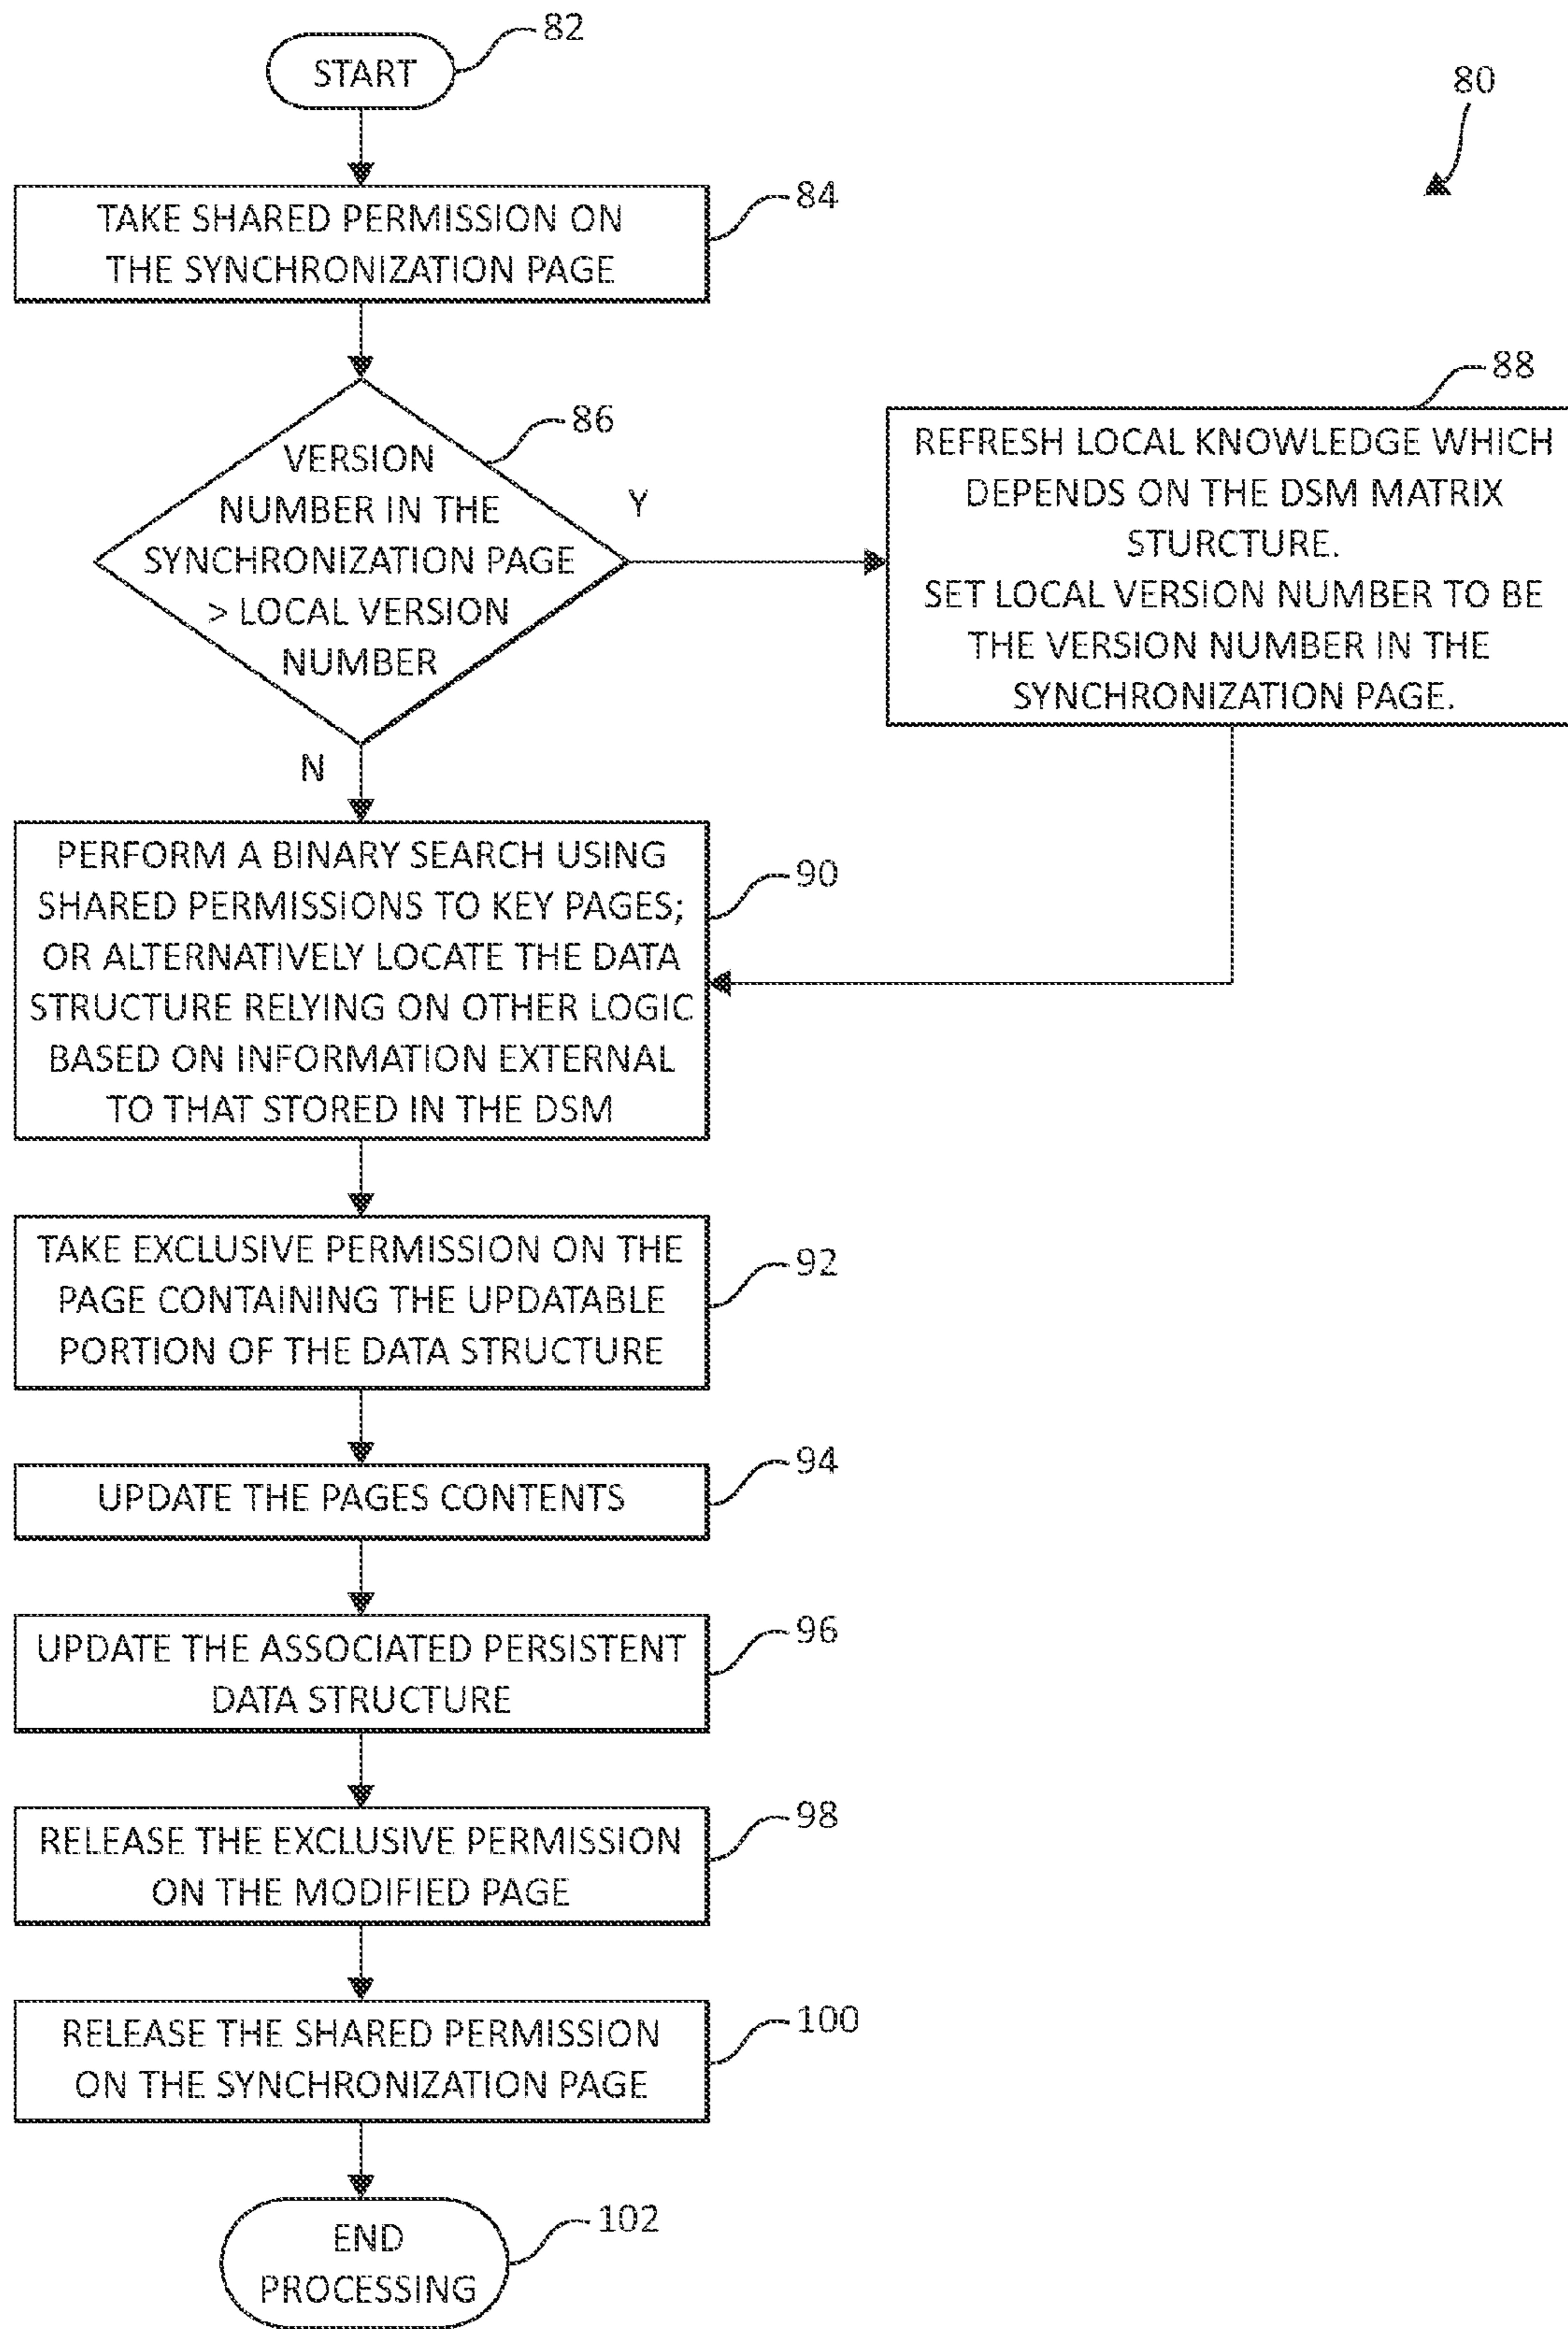 82
START
80
84
TAKE SHARED PERMISSION ON
THE SYNCHRONIZATION PAGE
86
VERSION
NUMBER IN THE
SYNCHRONIZATION PAGE
> LOCAL VERSION
NUMBER
Y
N
88
REFRESH LOCAL KNOWLEDGE WHICH
DEPENDS ON THE DSM MATRIX
STURCTURE.
SET LOCAL VERSION NUMBER TO BE
THE VERSION NUMBER IN THE
SYNCHRONIZATION PAGE.
90
PERFORM A BINARY SEARCH USING
SHARED PERMISSIONS TO KEY PAGES;
OR ALTERNATIVELY LOCATE THE DATA
STRUCTURE RELYING ON OTHER LOGIC
BASED ON INFORMATION EXTERNAL
TO THAT STORED IN THE DSM
92
TAKE EXCLUSIVE PERMISSION ON THE
PAGE CONTAINING THE UPDATABLE
PORTION OF THE DATA STRUCTURE
94
UPDATE THE PAGES CONTENTS
96
UPDATE THE ASSOCIATED PERSISTENT
DATA STRUCTURE
98
RELEASE THE EXCLUSIVE PERMISSION
ON THE MODIFIED PAGE
100
RELEASE THE SHARED PERMISSION
ON THE SYNCHRONIZATION PAGE
102
END
PROCESSING